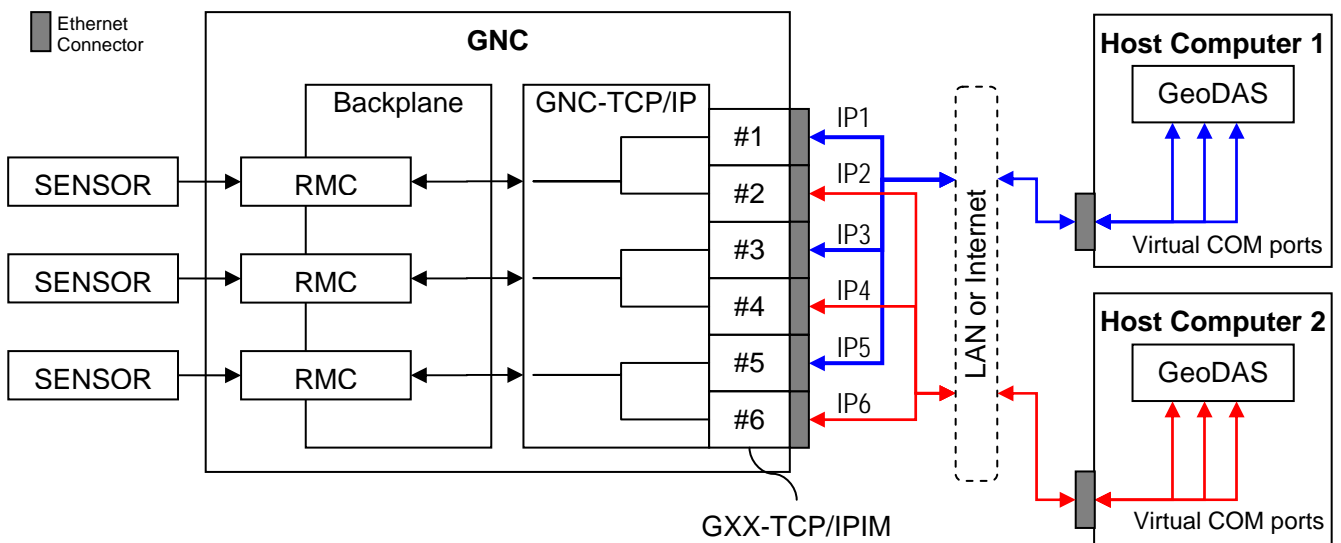 Ethernet
Connector
GNC
Backplane
GNC-TCP/IP
SENSOR
RMC
SENSOR
RMC
SENSOR
RMC
#1
#2
#3
#4
#5
#6
IP1
IP2
IP3
IP4
IP5
IP6
GXX-TCP/IPIM
LAN or Internet
Host Computer 1
GeoDAS
Virtual COM ports
Host Computer 2
GeoDAS
Virtual COM ports